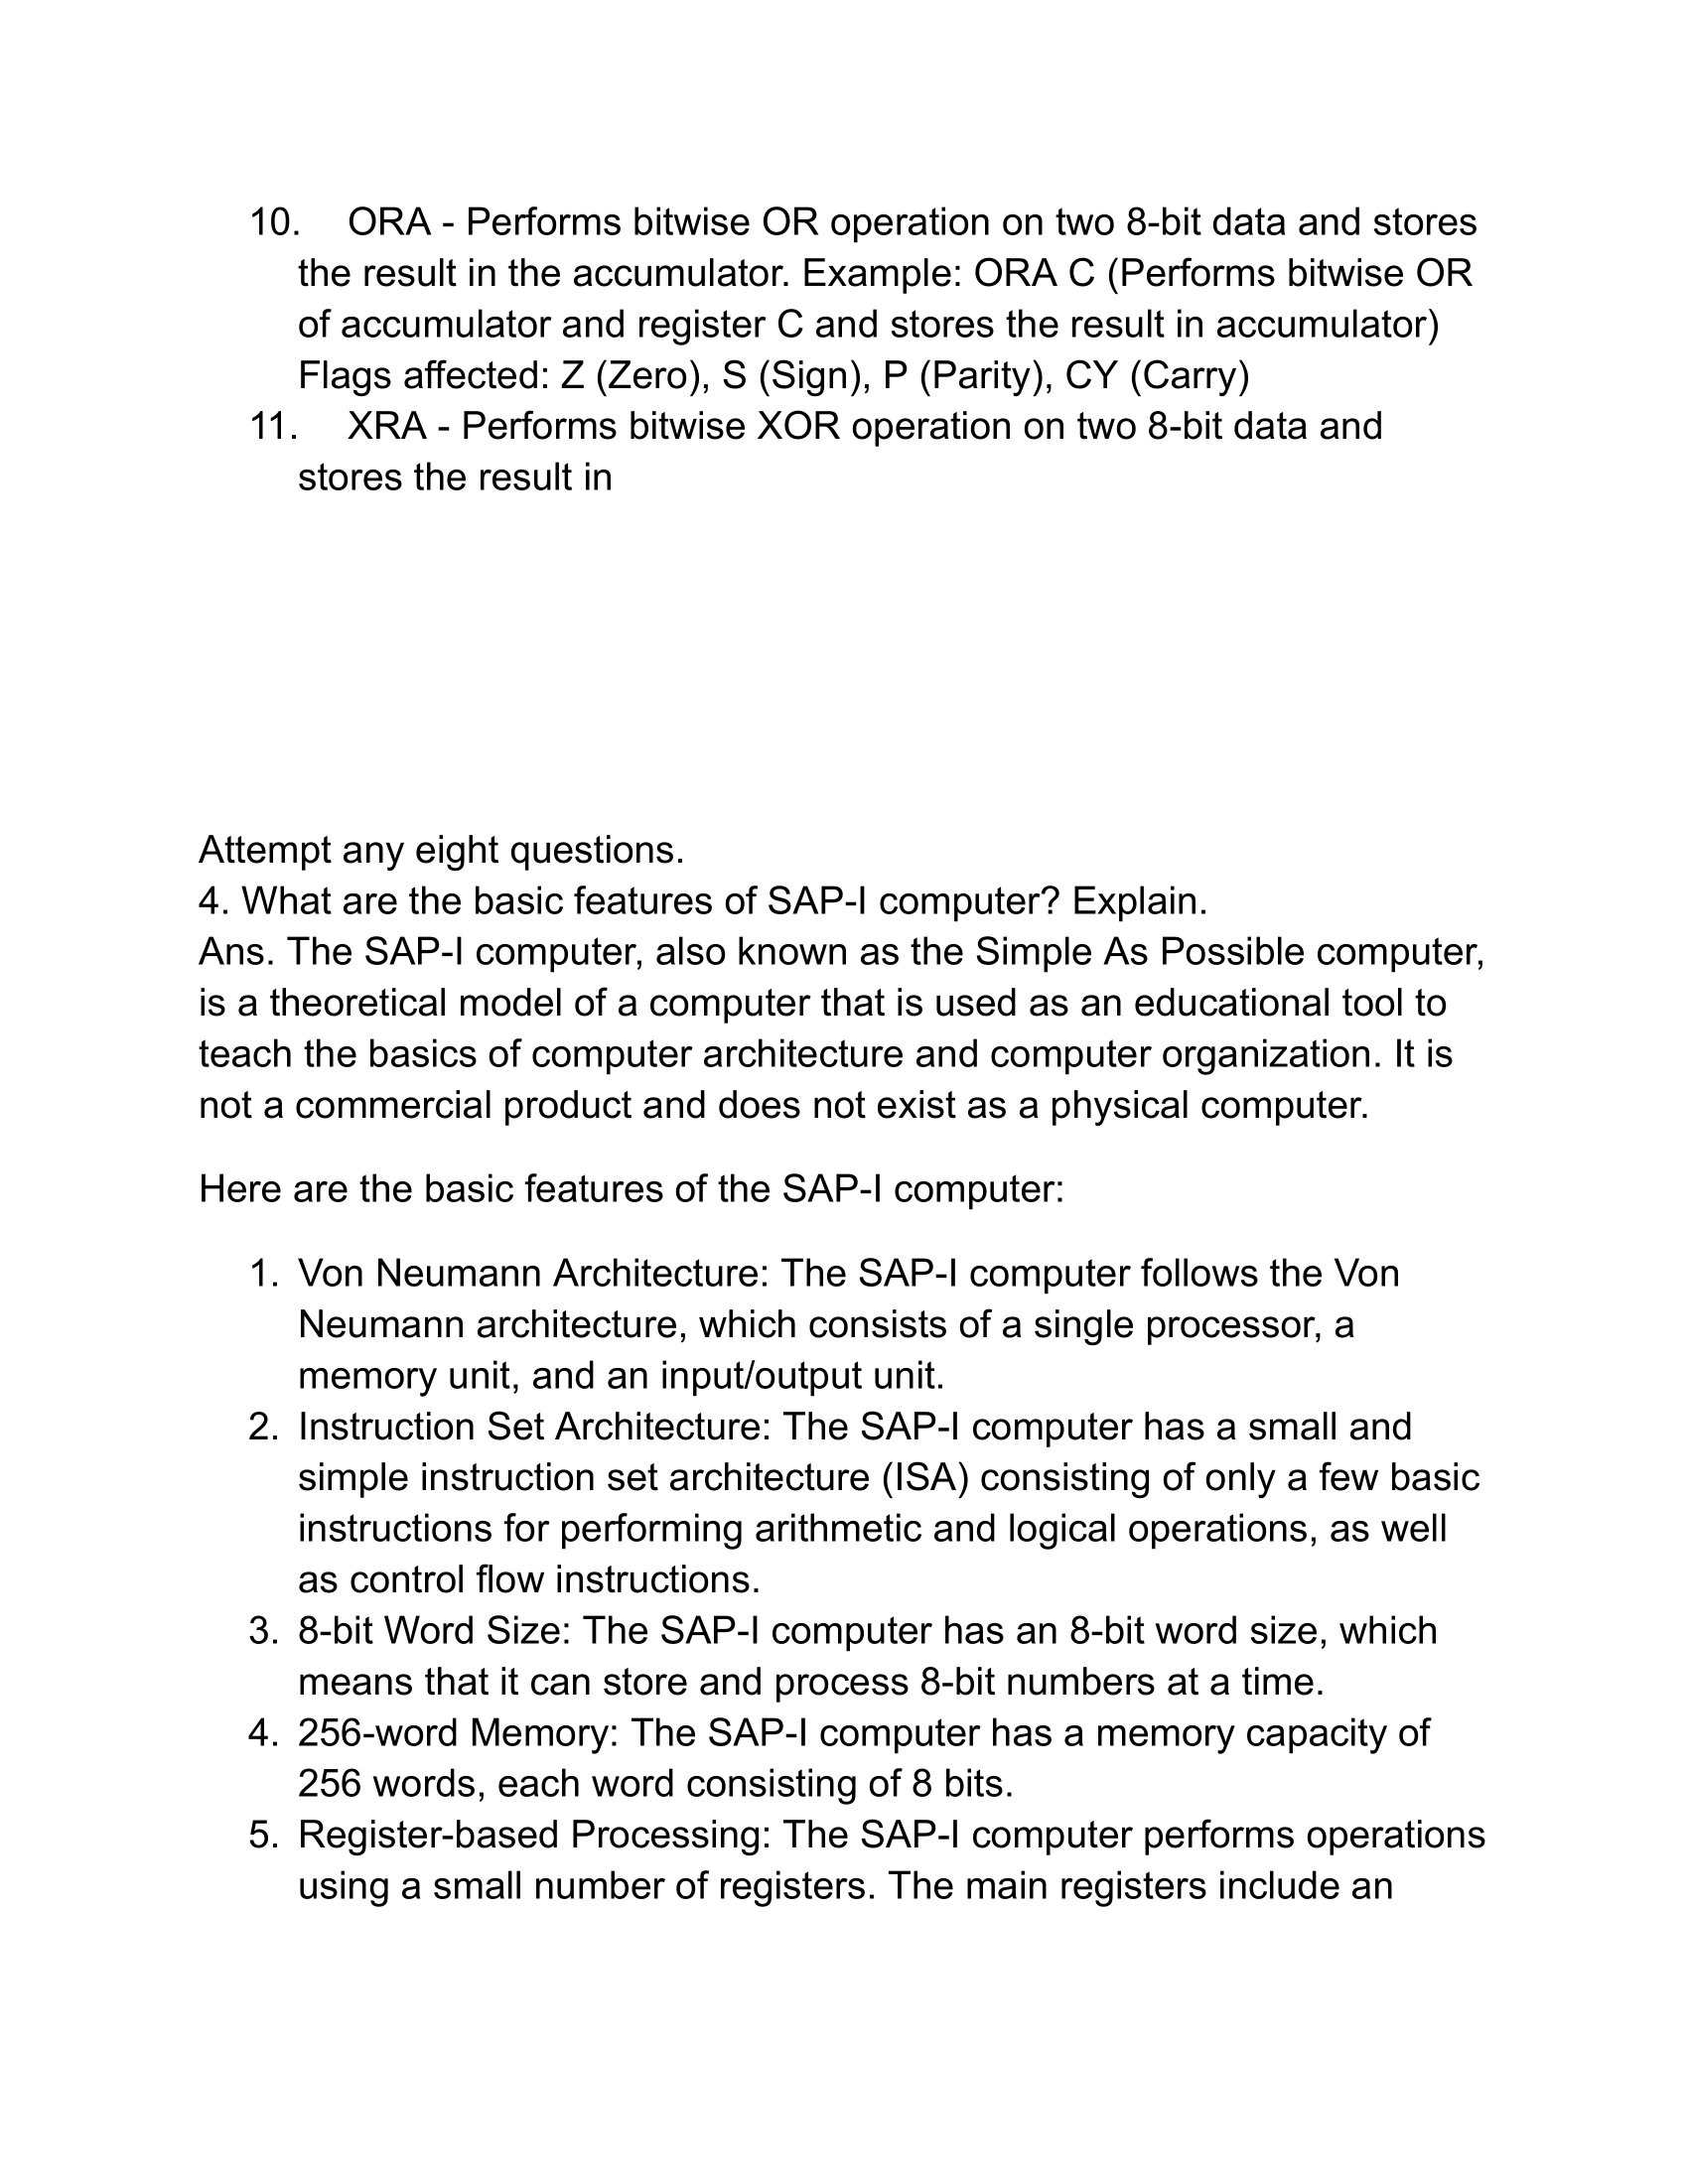 10. ORA - Performs bitwise OR operation on two 8-bit data and stores
the result in the accumulator. Example: ORA C (Performs bitwise OR
of accumulator and register C and stores the result in accumulator)
Flags affected: Z (Zero), S (Sign), P (Parity), CY (Carry)
11. XRA - Performs bitwise XOR operation on two 8-bit data and
stores the result in
Attempt any eight questions.
4. What are the basic features of SAP-I computer? Explain.
Ans. The SAP-I computer, also known as the Simple As Possible computer,
is a theoretical model of a computer that is used as an educational tool to
teach the basics of computer architecture and computer organization. It is
not a commercial product and does not exist as a physical computer.
Here are the basic features of the SAP-I computer:
1. Von Neumann Architecture: The SAP-I computer follows the Von
Neumann architecture, which consists of a single processor, a
memory unit, and an input/output unit.
2. Instruction Set Architecture: The SAP-I computer has a small and
simple instruction set architecture (ISA) consisting of only a few basic
instructions for performing arithmetic and logical operations, as well
as control flow instructions.
3. 8-bit Word Size: The SAP-I computer has an 8-bit word size, which
means that it can store and process 8-bit numbers at a time.
4. 256-word Memory: The SAP-I computer has a memory capacity of
256 words, each word consisting of 8 bits.
5. Register-based Processing: The SAP-I computer performs operations
using a small number of registers. The main registers include an